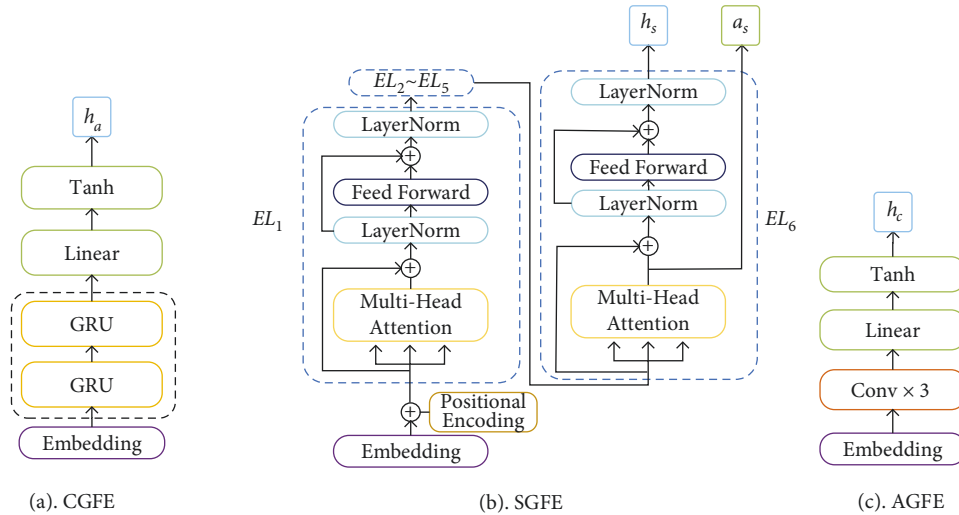 h_a
Tanh
Linear
GRU
GRU
Embedding
(a). CGFE
h_s
a_s
EL_2~EL_5
LayerNorm
Feed Forward
LayerNorm
EL_1
Multi-Head
Attention
Positional
Encoding
Embedding
LayerNorm
Feed Forward
LayerNorm
EL_6
Multi-Head
Attention
(b). SGFE
h_c
Tanh
Linear
Conv × 3
Embedding
(c). AGFE